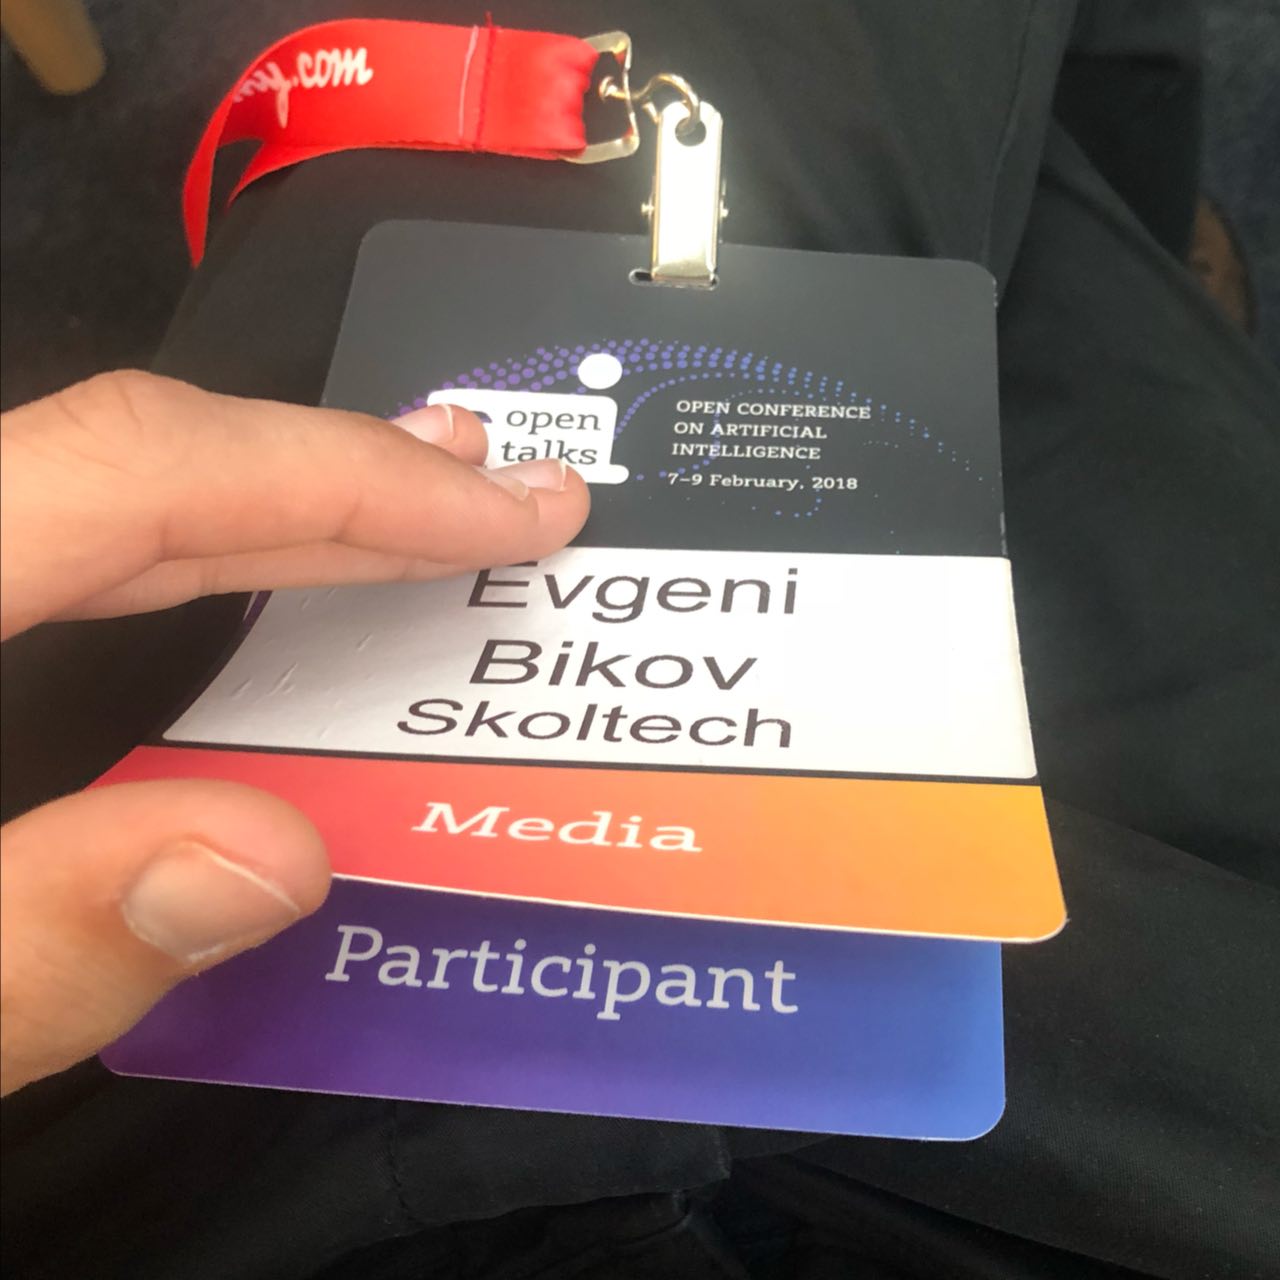 .com
open
talks
OPEN CONFERENCE
ON ARTIFICIAL
INTELLIGENCE
7–9 February, 2018
Evgeni
Bikov
Skoltech
Media
Participant